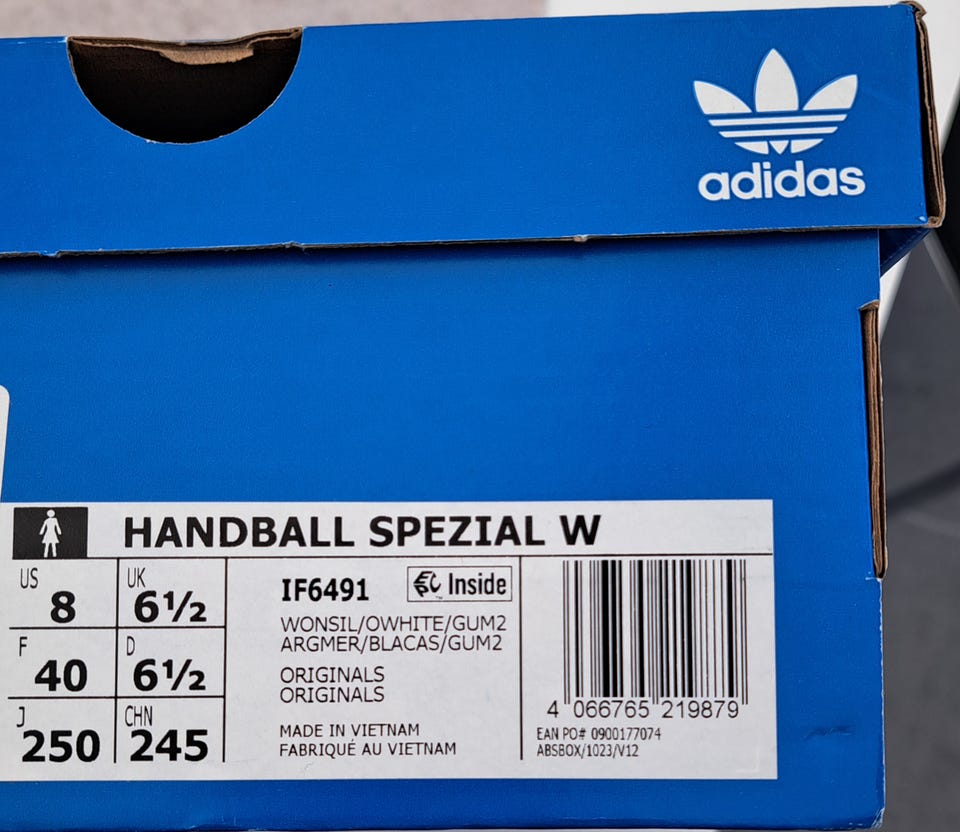 adidas
HANDBALL SPEZIAL W
US 8
UK 6½
F 40
D 6½
J 250
CHN 245
IF6491
Inside
WONSIL/OWHITE/GUM2
ARGMER/BLACAS/GUM2
ORIGINALS
ORIGINALS
MADE IN VIETNAM
FABRIQUÉ AU VIETNAM
4 066765 219879
EAN PO# 0900177074
ABSBOX/1023/V12